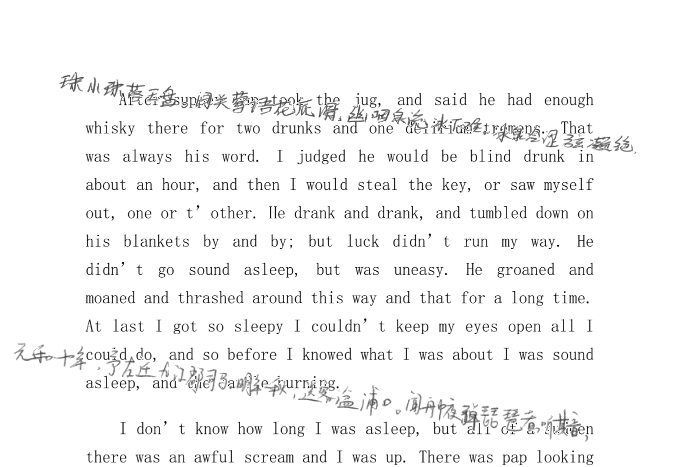 珠小珠落玉盘。间关莺语花底滑，幽咽泉流冰下难。冰泉冷涩弦凝绝，
After supper pap took the jug, and said he had enough
whisky there for two drunks and one delirium tremens. That
was always his word. I judged he would be blind drunk in
about an hour, and then I would steal the key, or saw myself
out, one or t’other. He drank and drank, and tumbled down on
his blankets by and by; but luck didn’t run my way. He
didn’t go sound asleep, but was uneasy. He groaned and
moaned and thrashed around this way and that for a long time.
At last I got so sleepy I couldn’t keep my eyes open all I
元和十年，予左迁九江郡司马。明年秋，送客湓浦口。闻舟夜弹琵琶者，听其音，
could do, and so before I knowed what I was about I was sound
asleep, and the candle burning.
I don’t know how long I was asleep, but all of a sudden
there was an awful scream and I was up. There was pap looking